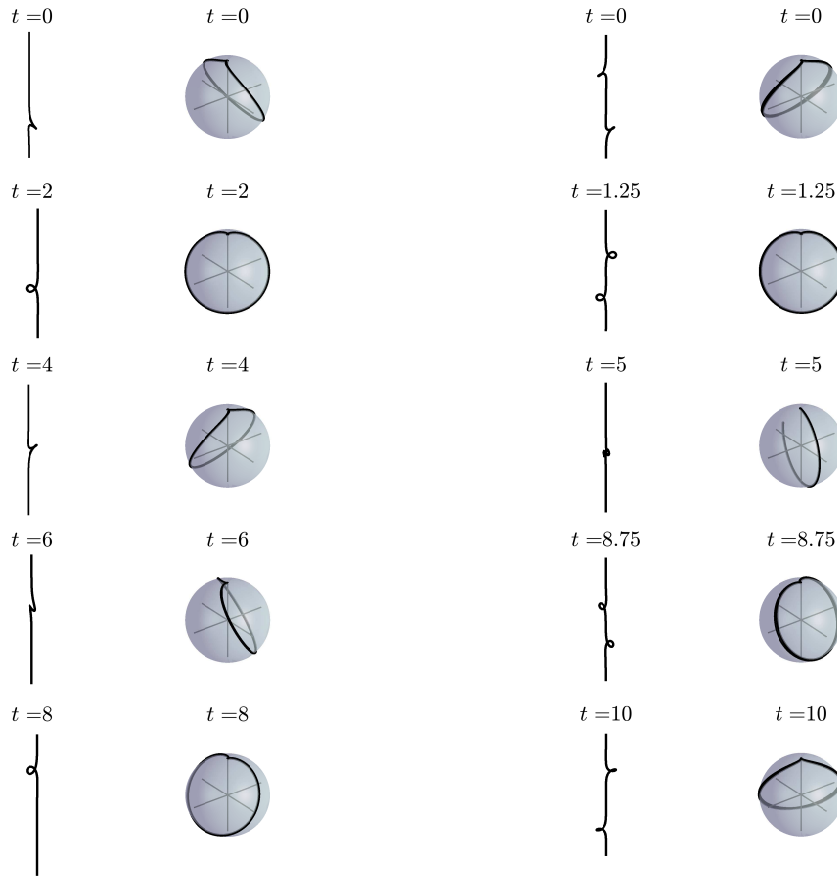 t =0 t =0 t =0 t =0
t =2 t =2 t =1.25 t =1.25
t =4 t =4 t =5 t =5
t =6 t =6 t =8.75 t =8.75
t =8 t =8 t =10 t =10